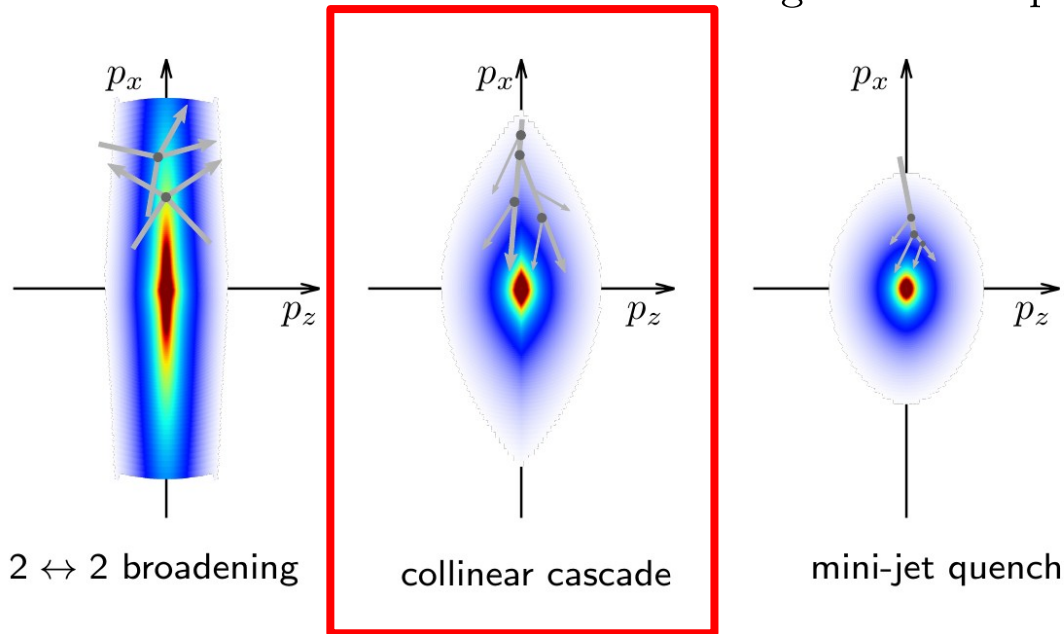 p_x
p_z
2 ↔ 2 broadening
p_x
p_z
collinear cascade
p_x
p_z
mini-jet quench